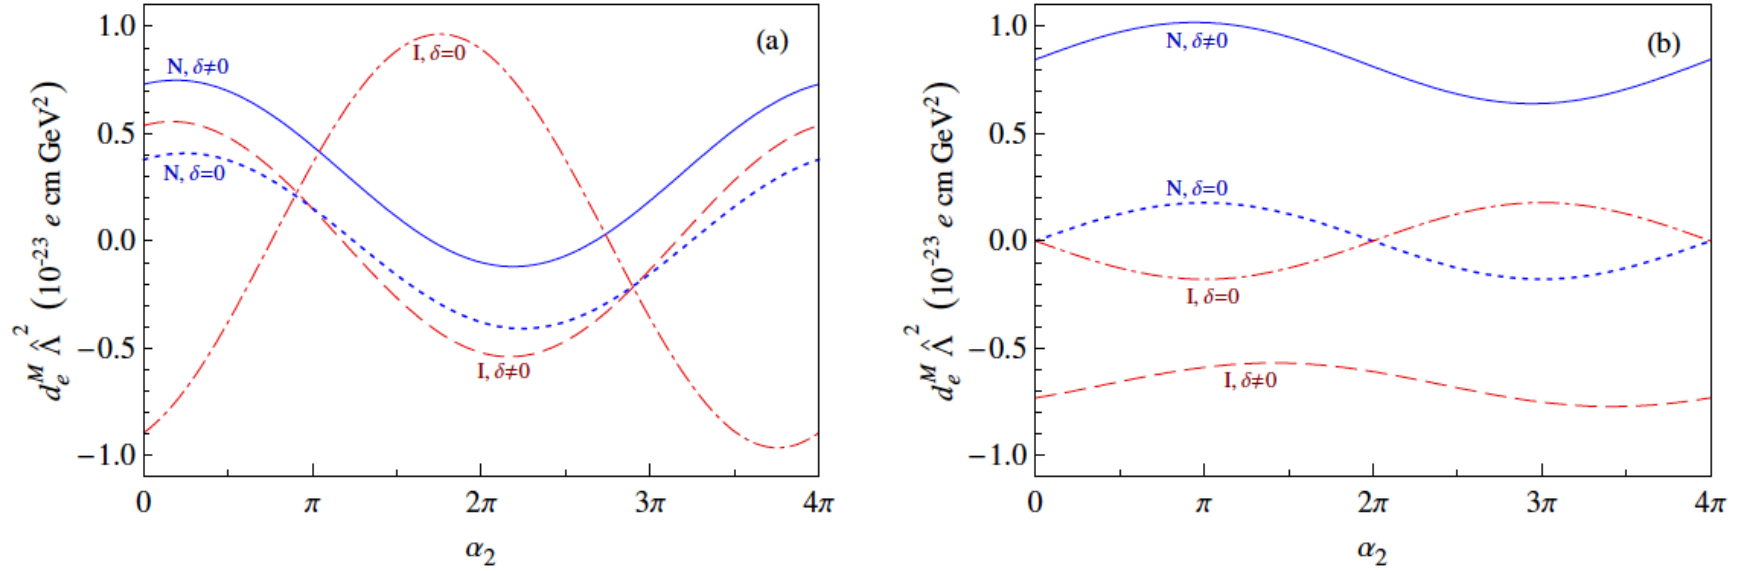 (a)
d_e^M Λ̂^2 (10^-23 e cm GeV^2)
1.0
0.5
0.0
−0.5
−1.0
N, δ≠0
I, δ=0
N, δ=0
I, δ≠0
0 π 2π 3π 4π
α_2
(b)
d_e^M Λ̂^2 (10^-23 e cm GeV^2)
1.0
0.5
0.0
−0.5
−1.0
N, δ≠0
N, δ=0
I, δ=0
I, δ≠0
0 π 2π 3π 4π
α_2